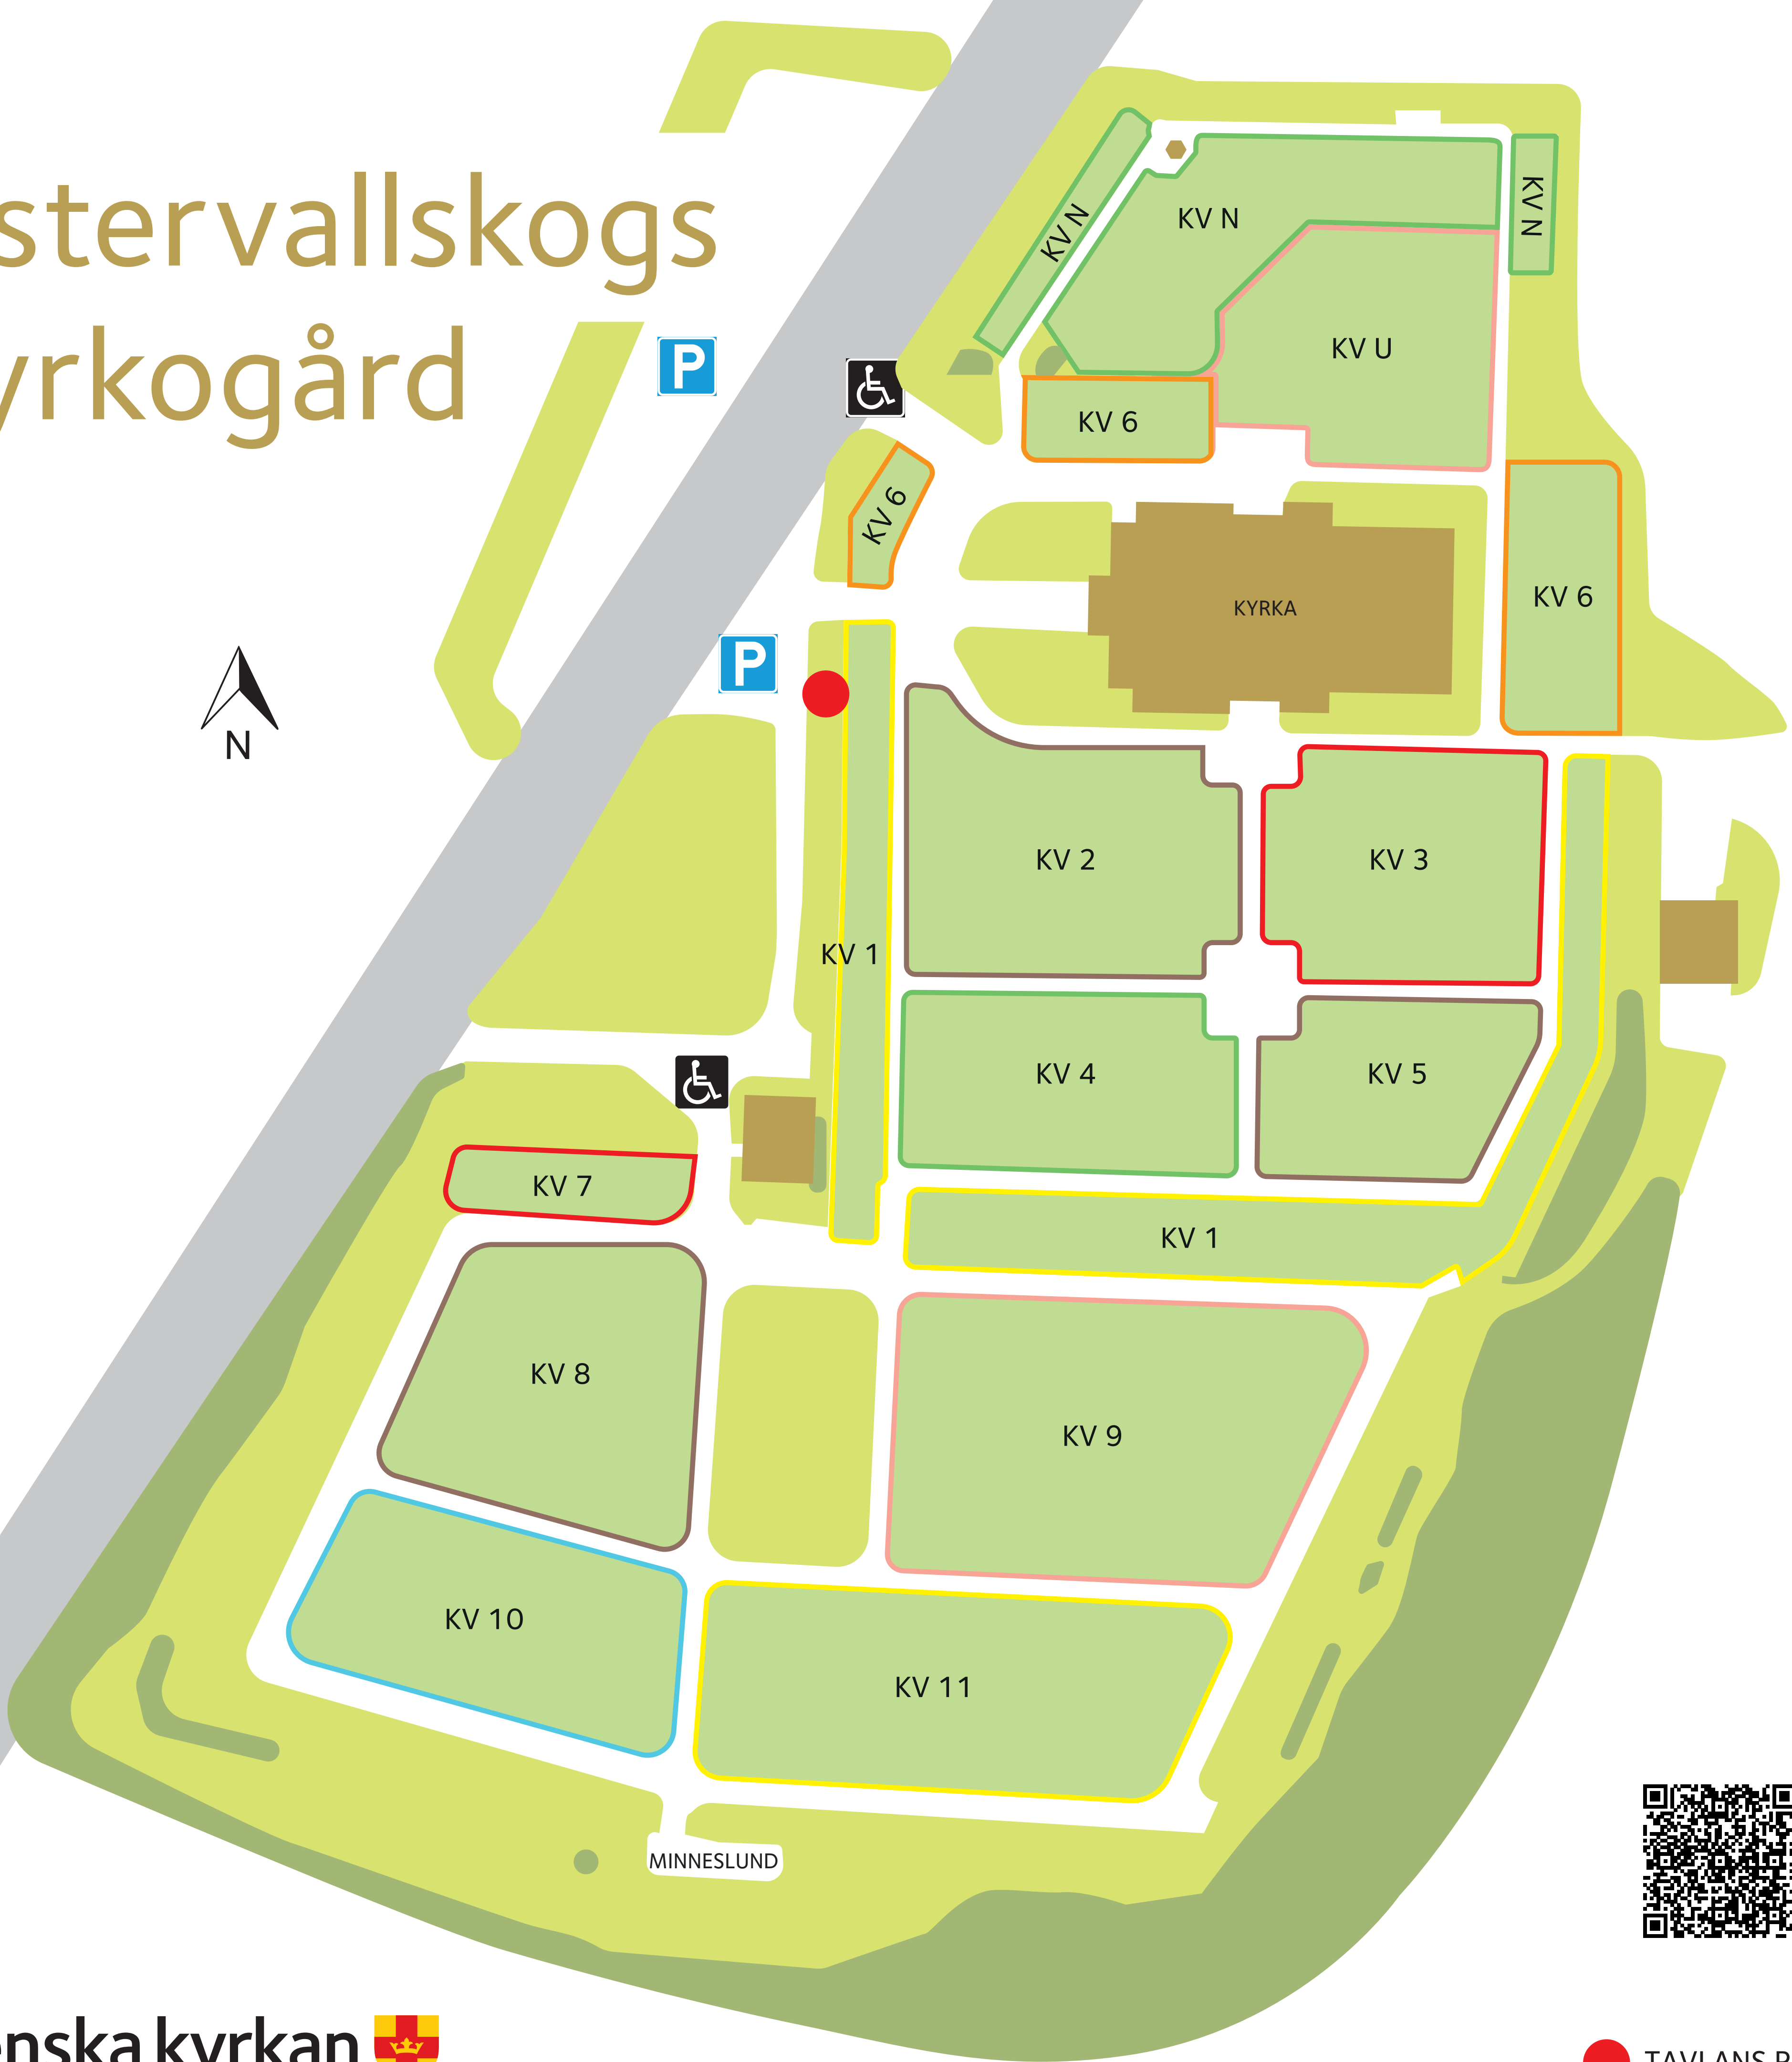 stervallskogs
yrkogård
KV N
KV N
KV N
KV U
KV 6
P
KV 6
KYRKA
KV 6
P
N
KV 2
KV 3
KV 1
KV 4
KV 5
KV 7
KV 1
KV 8
KV 9
KV 10
KV 11
MINNESLUND
enska kyrkan
TAVLANS P